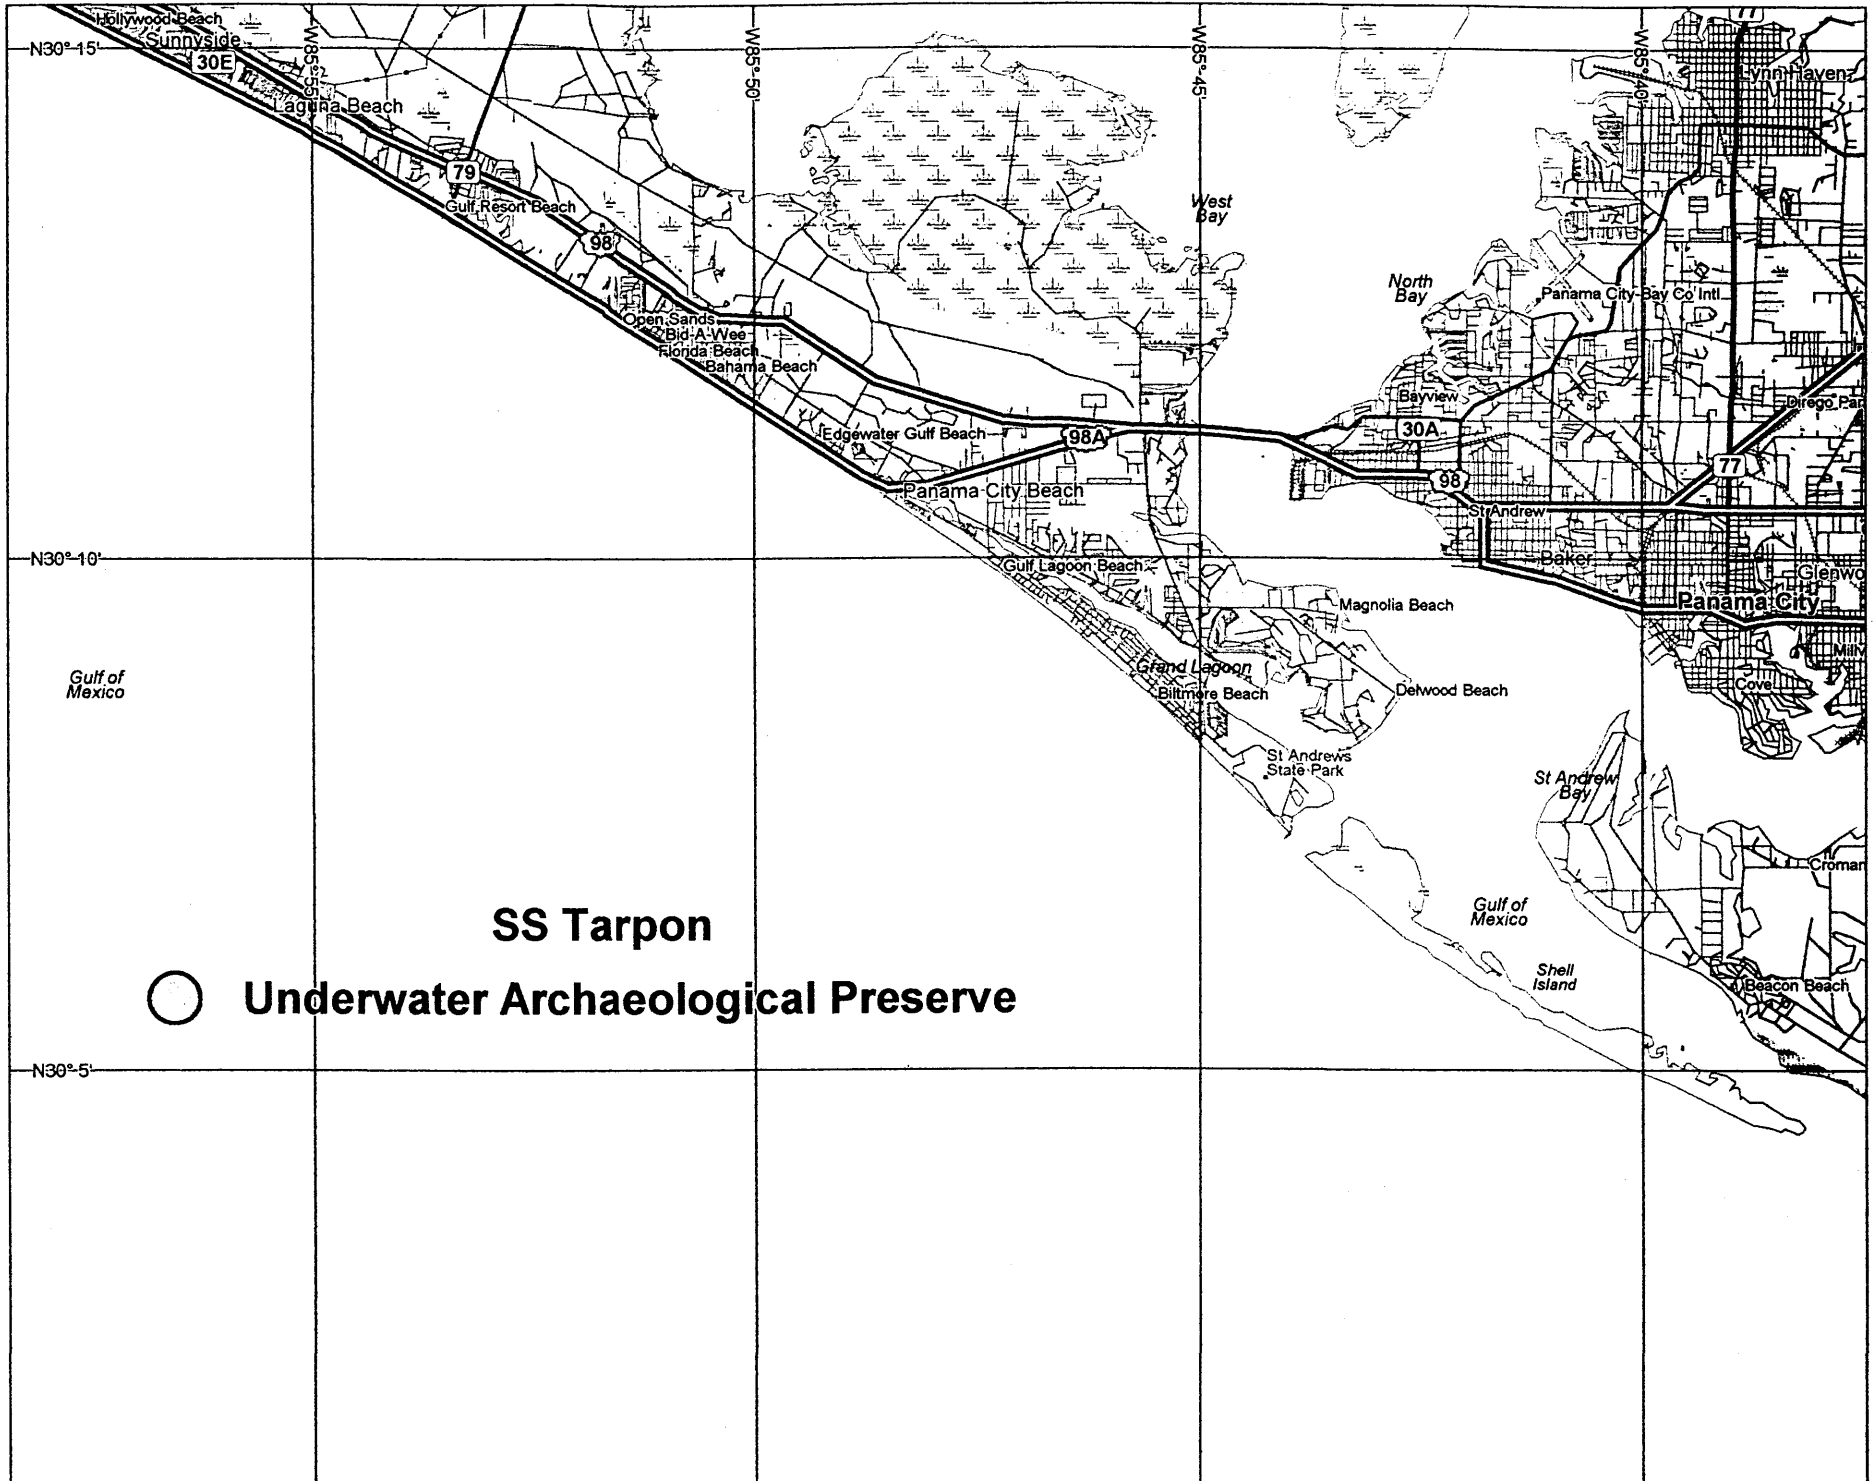 Hollywood Beach
77
N30°15'
Sunnyside
W85°55'
W85°50'
W85°45'
W85°40'
30E
Lynn Haven
Laguna Beach
79
Gulf Resort Beach
West
Bay
98
North
Bay
Panama City-Bay Co Intl
Open Sands
Bid-A-Wee
Florida Beach
Bahama Beach
Bayview
Direg​o Par
Edgewater Gulf Beach
98A
30A
77
98
Panama City Beach
St Andrew
N30°10'
Gulf Lagoon Beach
Baker
Glenwo
Magnolia Beach
Panama City
Gulf of
Mexico
Grand Lagoon
Millv
Biltmore Beach
Delwood Beach
Cove
St Andrews
State Park
St Andrew
Bay
Croman
SS Tarpon
Gulf of
Mexico
Shell
Island
Underwater Archaeological Preserve
Beacon Beach
N30°5'